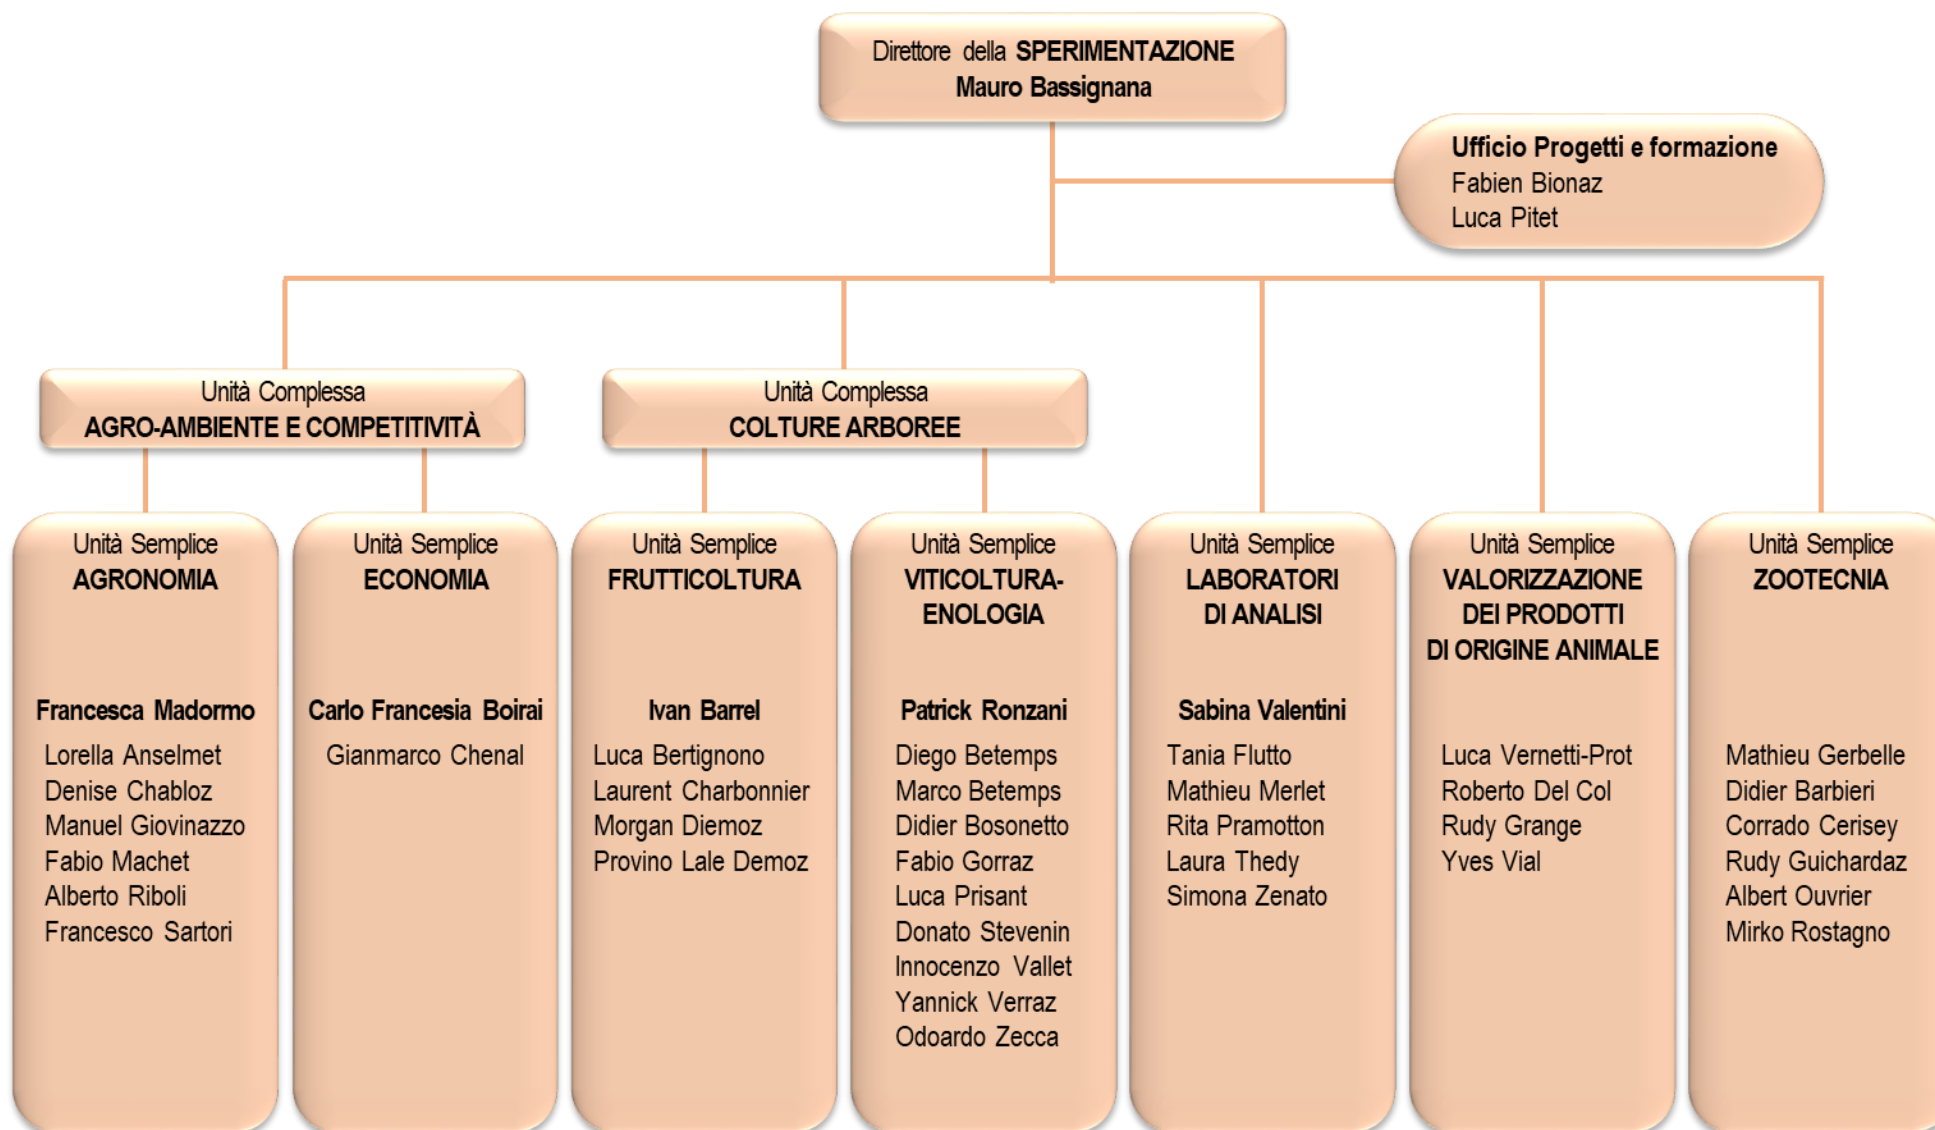 Direttore della SPERIMENTAZIONE
Mauro Bassignana
Ufficio Progetti e formazione
Fabien Bionaz
Luca Pitet
Unità Complessa
AGRO-AMBIENTE E COMPETITIVITÀ
Unità Complessa
COLTURE ARBOREE
Unità Semplice
AGRONOMIA
Francesca Madormo
Lorella Anselmet
Denise Chabloz
Manuel Giovinazzo
Fabio Machet
Alberto Riboli
Francesco Sartori
Unità Semplice
ECONOMIA
Carlo Francesia Boirai
Gianmarco Chenal
Unità Semplice
FRUTTICOLTURA
Ivan Barrel
Luca Bertignono
Laurent Charbonnier
Morgan Diemoz
Provino Lale Demoz
Unità Semplice
VITICOLTURA-
ENOLOGIA
Patrick Ronzani
Diego Betemps
Marco Betemps
Didier Bosonetto
Fabio Gorraz
Luca Prisant
Donato Stevenin
Innocenzo Vallet
Yannick Verraz
Odoardo Zecca
Unità Semplice
LABORATORI
DI ANALISI
Sabina Valentini
Tania Flutto
Mathieu Merlet
Rita Pramotton
Laura Thedy
Simona Zenato
Unità Semplice
VALORIZZAZIONE
DEI PRODOTTI
DI ORIGINE ANIMALE
Luca Vernetti-Prot
Roberto Del Col
Rudy Grange
Yves Vial
Unità Semplice
ZOOTECNIA
Mathieu Gerbelle
Didier Barbieri
Corrado Cerisey
Rudy Guichardaz
Albert Ouvrier
Mirko Rostagno